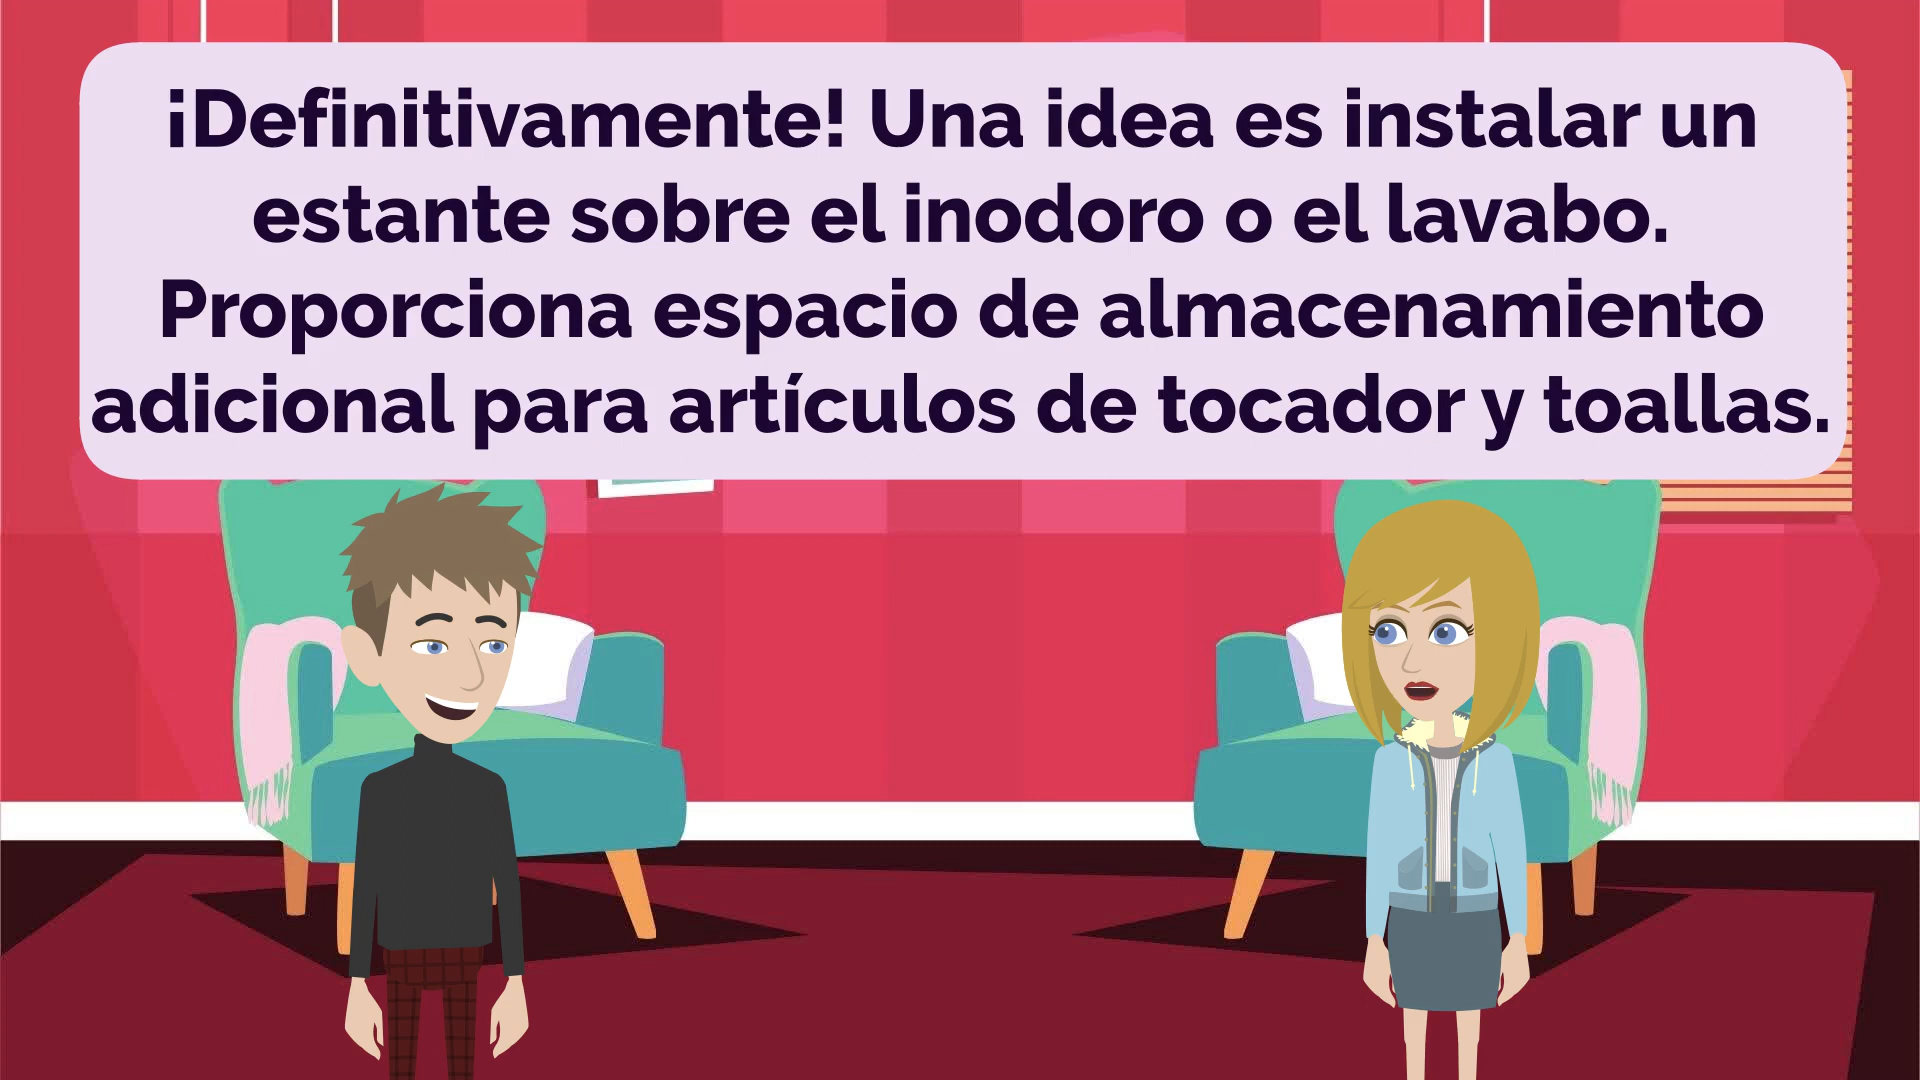 ¡Definitivamente! Una idea es instalar un
estante sobre el inodoro o el lavabo.
Proporciona espacio de almacenamiento
adicional para artículos de tocador y toallas.